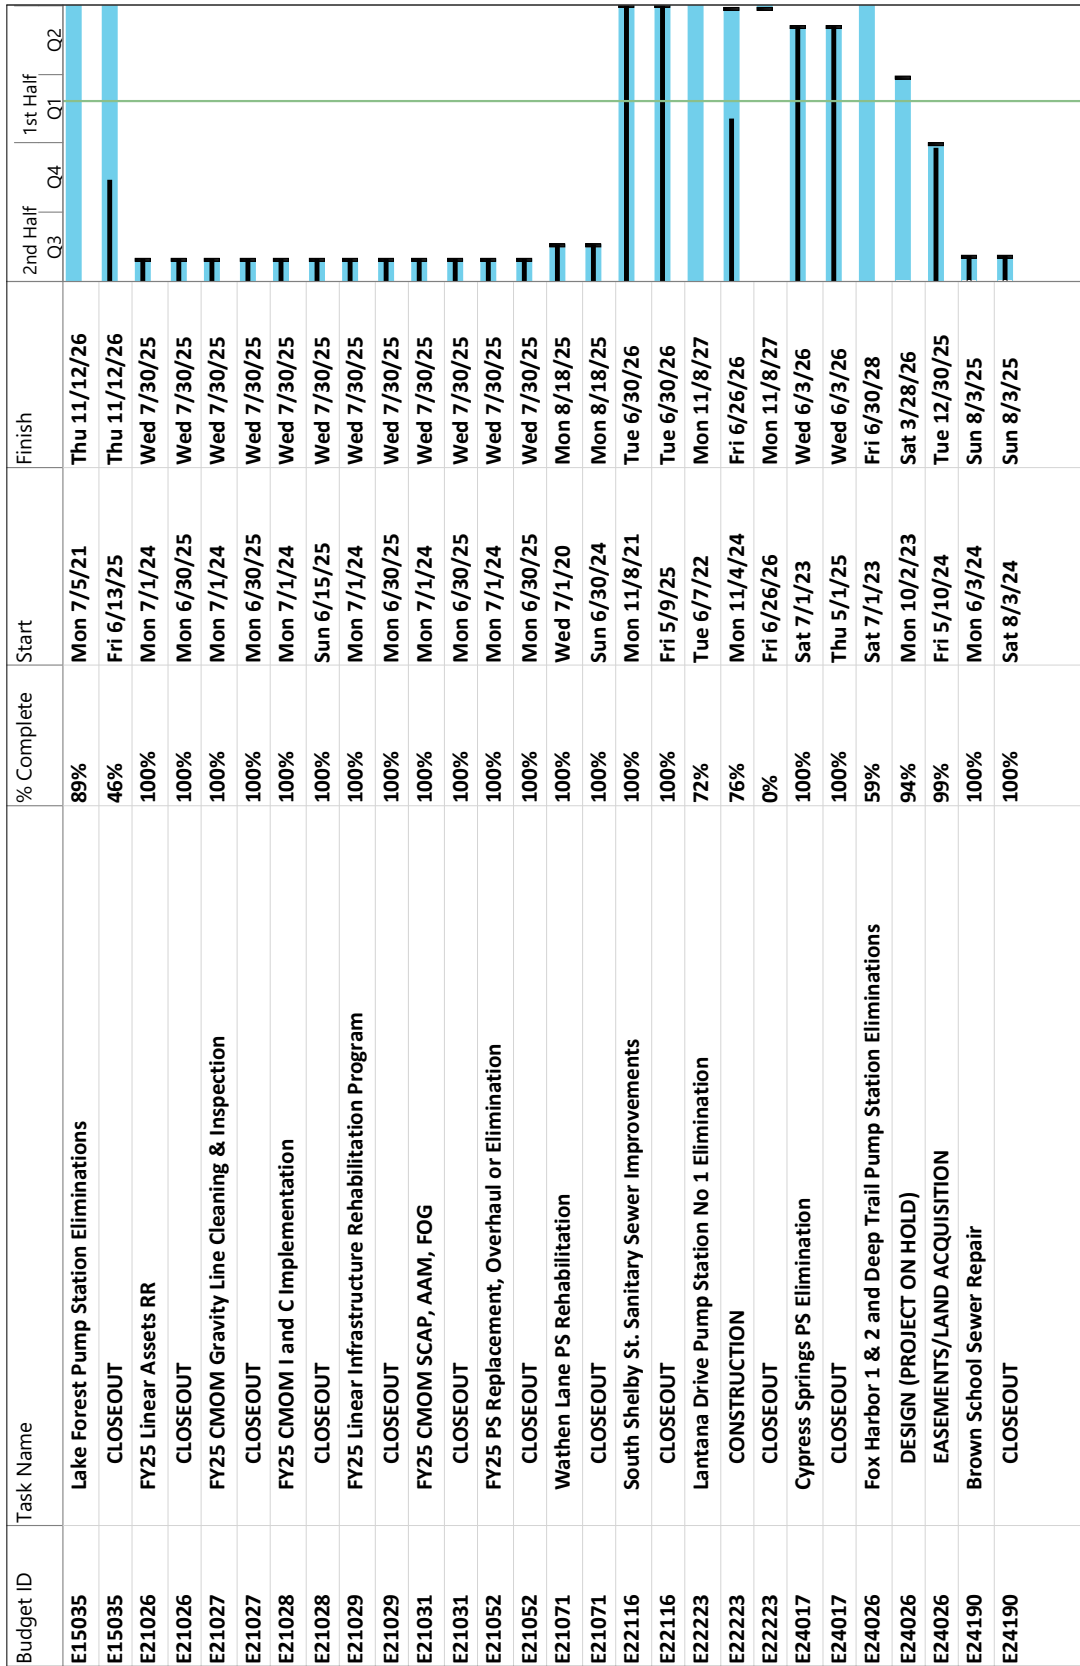 Budget ID Task Name % Complete Start Finish 2nd Half 1st Half
Q3 Q4 Q1 Q2
E15035 Lake Forest Pump Station Eliminations 89% Mon 7/5/21 Thu 11/12/26
E15035 CLOSEOUT 46% Fri 6/13/25 Thu 11/12/26
E21026 FY25 Linear Assets RR 100% Mon 7/1/24 Wed 7/30/25
E21026 CLOSEOUT 100% Mon 6/30/25 Wed 7/30/25
E21027 FY25 CMOM Gravity Line Cleaning & Inspection 100% Mon 7/1/24 Wed 7/30/25
E21027 CLOSEOUT 100% Mon 6/30/25 Wed 7/30/25
E21028 FY25 CMOM I and C Implementation 100% Mon 7/1/24 Wed 7/30/25
E21028 CLOSEOUT 100% Sun 6/15/25 Wed 7/30/25
E21029 FY25 Linear Infrastructure Rehabilitation Program 100% Mon 7/1/24 Wed 7/30/25
E21029 CLOSEOUT 100% Mon 6/30/25 Wed 7/30/25
E21031 FY25 CMOM SCAP, AAM, FOG 100% Mon 7/1/24 Wed 7/30/25
E21031 CLOSEOUT 100% Mon 6/30/25 Wed 7/30/25
E21052 FY25 PS Replacement, Overhaul or Elimination 100% Mon 7/1/24 Wed 7/30/25
E21052 CLOSEOUT 100% Mon 6/30/25 Wed 7/30/25
E21071 Wathen Lane PS Rehabilitation 100% Wed 7/1/20 Mon 8/18/25
E21071 CLOSEOUT 100% Sun 6/30/24 Mon 8/18/25
E22116 South Shelby St. Sanitary Sewer Improvements 100% Mon 11/8/21 Tue 6/30/26
E22116 CLOSEOUT 100% Fri 5/9/25 Tue 6/30/26
E22223 Lantana Drive Pump Station No 1 Elimination 72% Tue 6/7/22 Mon 11/8/27
E22223 CONSTRUCTION 76% Mon 11/4/24 Fri 6/26/26
E22223 CLOSEOUT 0% Fri 6/26/26 Mon 11/8/27
E24017 Cypress Springs PS Elimination 100% Sat 7/1/23 Wed 6/3/26
E24017 CLOSEOUT 100% Thu 5/1/25 Wed 6/3/26
E24026 Fox Harbor 1 & 2 and Deep Trail Pump Station Eliminations 59% Sat 7/1/23 Fri 6/30/28
E24026 DESIGN (PROJECT ON HOLD) 94% Mon 10/2/23 Sat 3/28/26
E24026 EASEMENTS/LAND ACQUISITION 99% Fri 5/10/24 Tue 12/30/25
E24190 Brown School Sewer Repair 100% Mon 6/3/24 Sun 8/3/25
E24190 CLOSEOUT 100% Sat 8/3/24 Sun 8/3/25